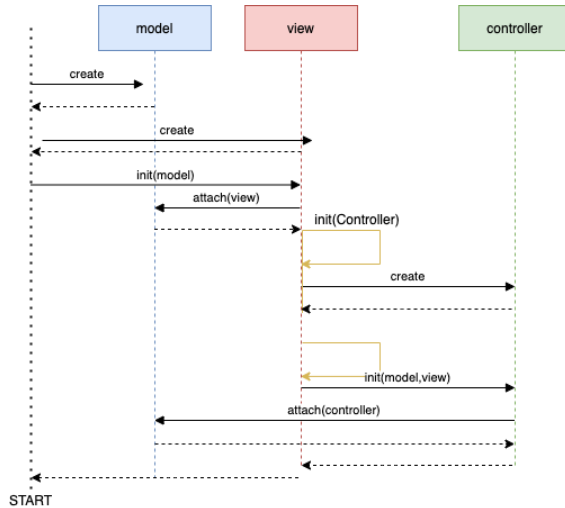 model
view
controller
create
create
init(model)
attach(view)
init(Controller)
create
init(model,view)
attach(controller)
START